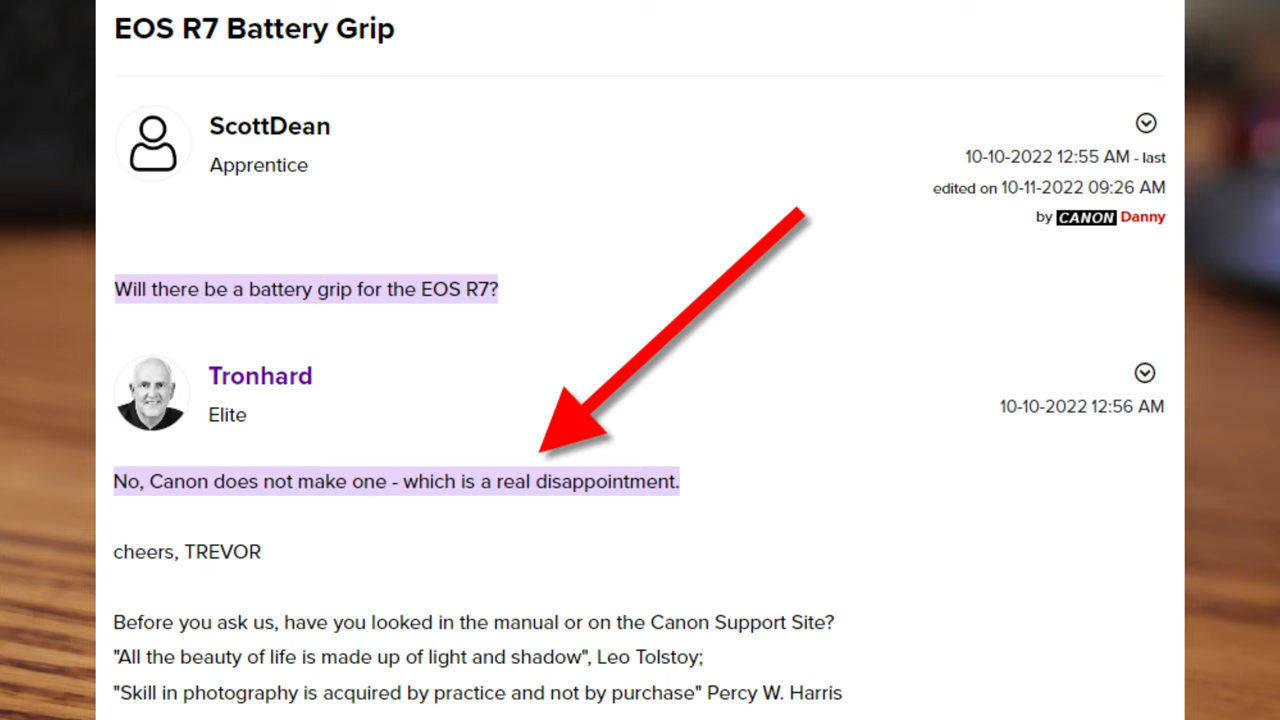 EOS R7 Battery Grip
ScottDean
Apprentice
10-10-2022 12:55 AM - last
edited on 10-11-2022 09:26 AM
by CANON Danny
Will there be a battery grip for the EOS R7?
Tronhard
Elite
10-10-2022 12:56 AM
No, Canon does not make one - which is a real disappointment.
cheers, TREVOR
Before you ask us, have you looked in the manual or on the Canon Support Site?
"All the beauty of life is made up of light and shadow", Leo Tolstoy;
"Skill in photography is acquired by practice and not by purchase" Percy W. Harris